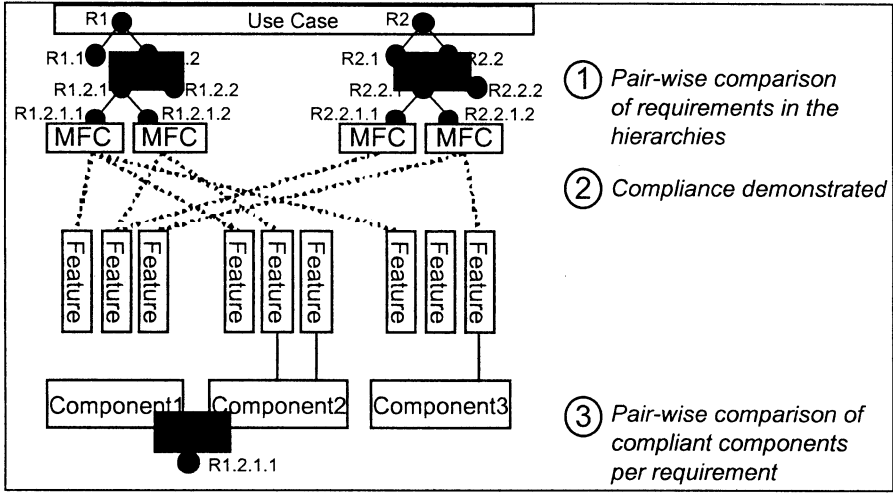 R1 Use Case R2
R1.1 .2 R2.1 R2.2
R1.2.1 R1.2.2 R2.2.1 R2.2.2
R1.2.1.1 R1.2.1.2 R2.2.1.1 R2.2.1.2
MFC MFC MFC MFC
1 Pair-wise comparison
of requirements in the
hierarchies
2 Compliance demonstrated
Feature Feature Feature Feature Feature Feature Feature Feature Feature
Component1 Component2 Component3
3 Pair-wise comparison of
compliant components
per requirement
R1.2.1.1